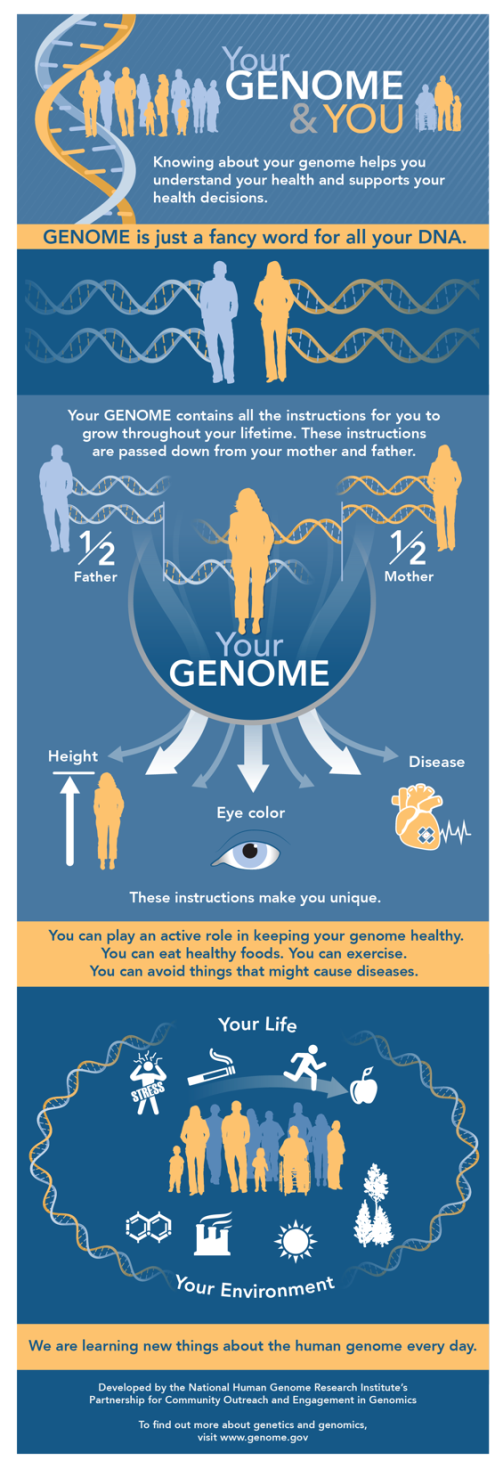 Your
GENOME
& YOU
Knowing about your genome helps you
understand your health and supports your
health decisions.
GENOME is just a fancy word for all your DNA.
Your GENOME contains all the instructions for you to
grow throughout your lifetime. These instructions
are passed down from your mother and father.
1/2
Father
1/2
Mother
Your
GENOME
Height
Disease
Eye color
These instructions make you unique.
You can play an active role in keeping your genome healthy.
You can eat healthy foods. You can exercise.
You can avoid things that might cause diseases.
Your Life
STRESS
Your Environment
We are learning new things about the human genome every day.
Developed by the National Human Genome Research Institute's
Partnership for Community Outreach and Engagement in Genomics
To find out more about genetics and genomics,
visit www.genome.gov